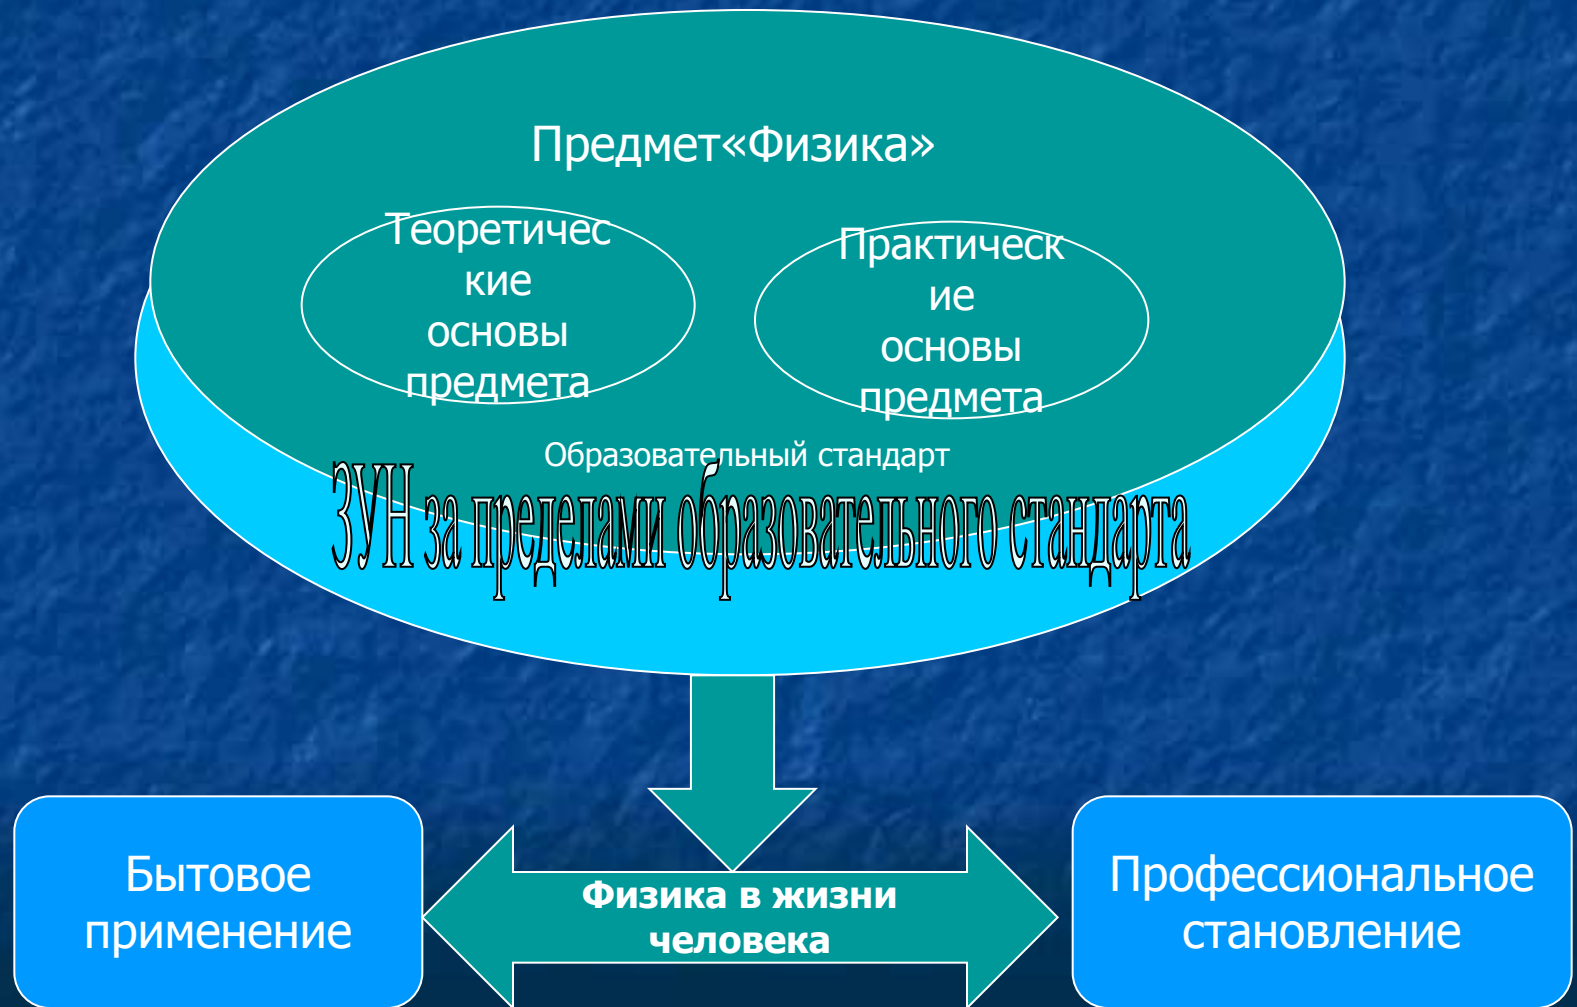 Предмет«Физика»
Теоретичес
кие
основы
предмета
Практическ
ие
основы
предмета
Образовательный стандарт
ЗУН за пределами образовательного стандарта
Бытовое
применение
Физика в жизни
человека
Профессиональное
становление